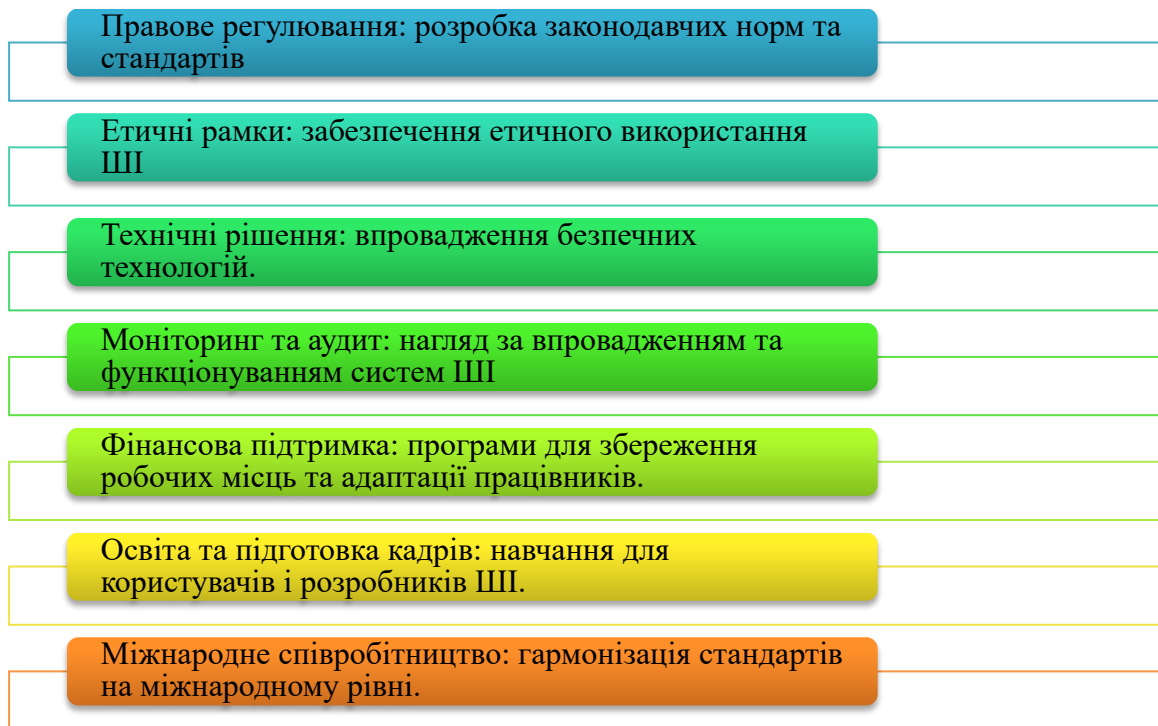 Правове регулювання: розробка законодавчих норм та
стандартів
Етичні рамки: забезпечення етичного використання
ШІ
Технічні рішення: впровадження безпечних
технологій.
Моніторинг та аудит: нагляд за впровадженням та
функціонуванням систем ШІ
Фінансова підтримка: програми для збереження
робочих місць та адаптації працівників.
Освіта та підготовка кадрів: навчання для
користувачів і розробників ШІ.
Міжнародне співробітництво: гармонізація стандартів
на міжнародному рівні.